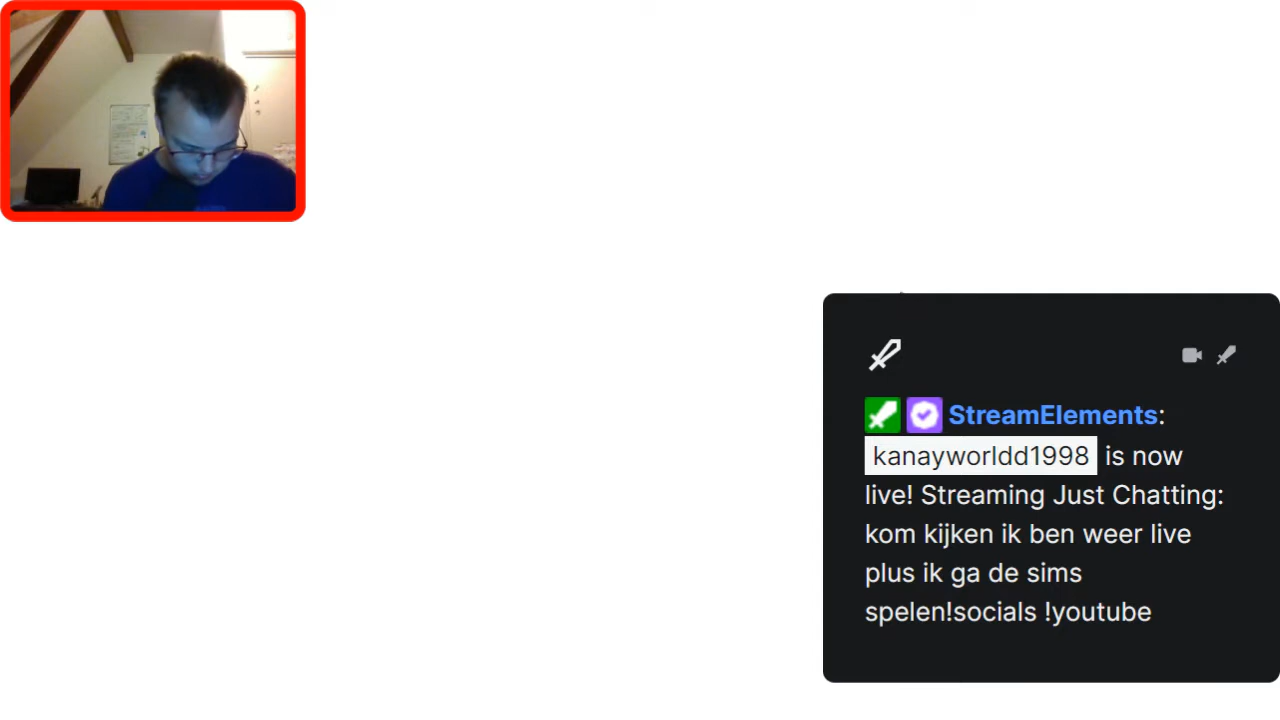 StreamElements:
kanayworldd1998 is now
live! Streaming Just Chatting:
kom kijken ik ben weer live
plus ik ga de sims
spelen!socials !youtube